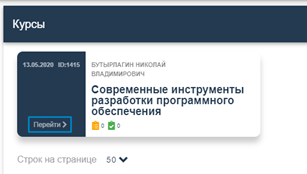 Курсы
13.05.2020 ID:1415
БУТЫРЛАГИН НИКОЛАЙ
ВЛАДИМИРОВИЧ
Современные инструменты
разработки программного
обеспечения
0 0
Перейти
Строк на странице 50